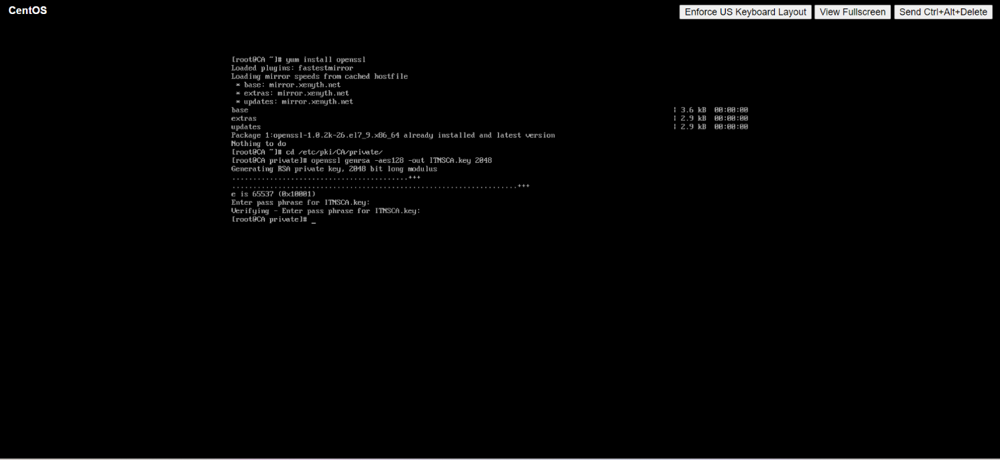 CentOS
Enforce US Keyboard Layout View Fullscreen Send Ctrl+Alt+Delete
[root@CA ~]# yum install openssl
Loaded plugins: fastestmirror
Loading mirror speeds from cached hostfile
 * base: mirror.xenyth.net
 * extras: mirror.xenyth.net
 * updates: mirror.xenyth.net
base | 3.6 kB 00:00:00
extras | 2.9 kB 00:00:00
updates | 2.9 kB 00:00:00
Package 1:openssl-1.0.2k-26.el7_9.x86_64 already installed and latest version
Nothing to do
[root@CA ~]# cd /etc/pki/CA/private/
[root@CA private]# openssl genrsa -aes128 -out ITNSCA.key 2048
Generating RSA private key, 2048 bit long modulus
..........................................+++
....................................................................+++
e is 65537 (0x10001)
Enter pass phrase for ITNSCA.key:
Verifying - Enter pass phrase for ITNSCA.key:
[root@CA private]# _